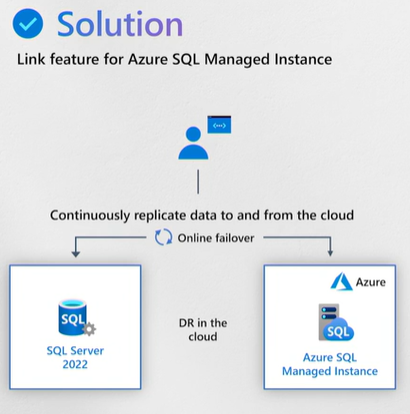 Solution
Link feature for Azure SQL Managed Instance
<···>
Continuously replicate data to and from the cloud
Online failover
SQL
SQL Server
2022
DR in the
cloud
Azure
SQL
Azure SQL
Managed Instance